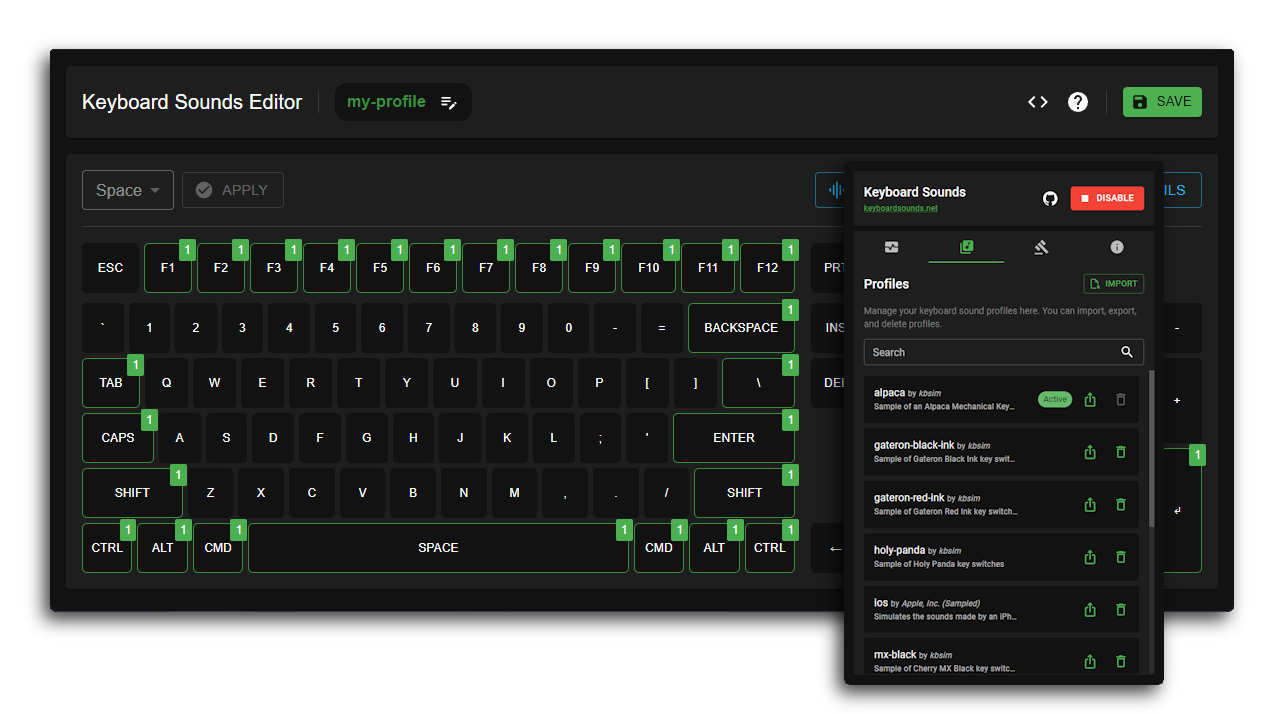 Keyboard Sounds Editor my-profile SAVE
Space APPLY
ESC F1 1 F2 1 F3 1 F4 1 F5 1 F6 1 F7 1 F8 1 F9 1 F10 1 F11 1 F12 1
` 1 2 3 4 5 6 7 8 9 0 - = BACKSPACE 1 INS -
TAB 1 Q W E R T Y U I O P [ ] \ 1 +
CAPS 1 A S D F G H J K L ; ' ENTER 1
SHIFT 1 Z X C V B N M , . / SHIFT 1 1
CTRL 1 ALT 1 CMD 1 SPACE 1 CMD 1 ALT 1 CTRL 1 ← ↲
Keyboard Sounds
keyboardsounds.net
DISABLE
Profiles
IMPORT
Manage your keyboard sound profiles here. You can import, export,
and delete profiles.
Search
alpaca by kbsim
Sample of an Alpaca Mechanical Key...
Active
gateron-black-ink by kbsim
Sample of Gateron Black Ink key swit...
gateron-red-ink by kbsim
Sample of Gateron Red Ink key switch...
holy-panda by kbsim
Sample of Holy Panda key switches
ios by Apple, Inc. (Sampled)
Simulates the sounds made by an iPh...
mx-black by kbsim
Sample of Cherry MX Black key switc...